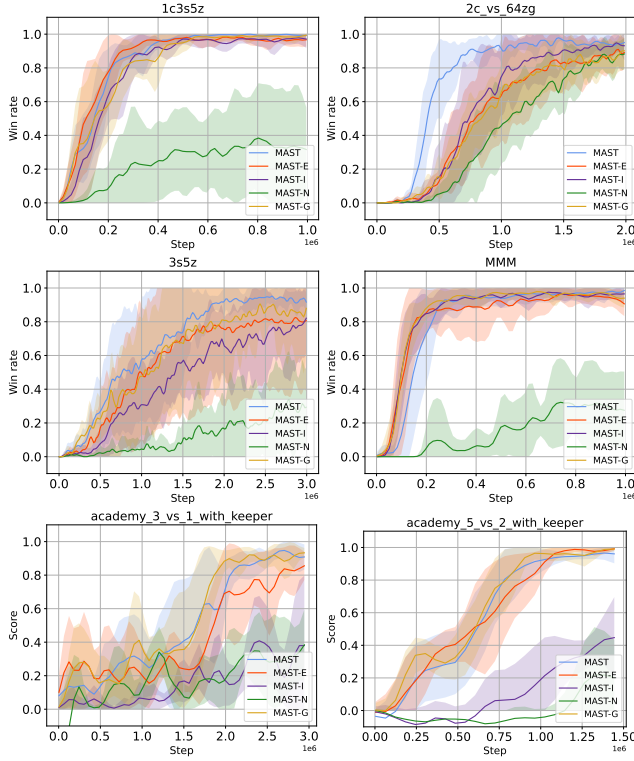 1c3s5z
1.0
0.8
0.6
0.4
0.2
0.0
Win rate
MAST
MAST-E
MAST-I
MAST-N
MAST-G
0.0 0.2 0.4 0.6 0.8 1.0
Step
1e6
2c_vs_64zg
1.0
0.8
0.6
0.4
0.2
0.0
Win rate
MAST
MAST-E
MAST-I
MAST-N
MAST-G
0.0 0.5 1.0 1.5 2.0
Step
1e6
3s5z
1.0
0.8
0.6
0.4
0.2
0.0
Win rate
MAST
MAST-E
MAST-I
MAST-N
MAST-G
0.0 0.5 1.0 1.5 2.0 2.5 3.0
Step
1e6
MMM
1.0
0.8
0.6
0.4
0.2
0.0
Win rate
MAST
MAST-E
MAST-I
MAST-N
MAST-G
0.0 0.2 0.4 0.6 0.8 1.0
Step
1e6
academy_3_vs_1_with_keeper
1.0
0.8
0.6
0.4
0.2
0.0
Score
MAST
MAST-E
MAST-I
MAST-N
MAST-G
0.0 0.5 1.0 1.5 2.0 2.5 3.0
Step
1e6
academy_5_vs_2_with_keeper
1.0
0.8
0.6
0.4
0.2
0.0
Score
MAST
MAST-E
MAST-I
MAST-N
MAST-G
0.00 0.25 0.50 0.75 1.00 1.25 1.50
Step
1e6